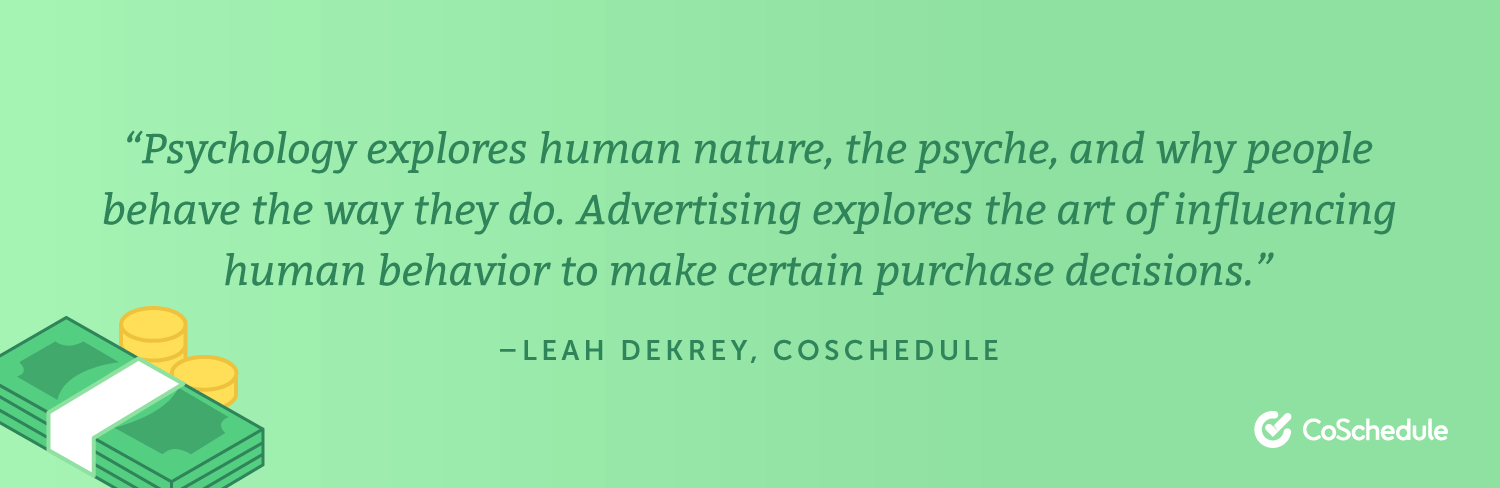 “Psychology explores human nature, the psyche, and why people
behave the way they do. Advertising explores the art of influencing
human behavior to make certain purchase decisions.”
–LEAH DEKREY, COSCHEDULE
CoSchedule